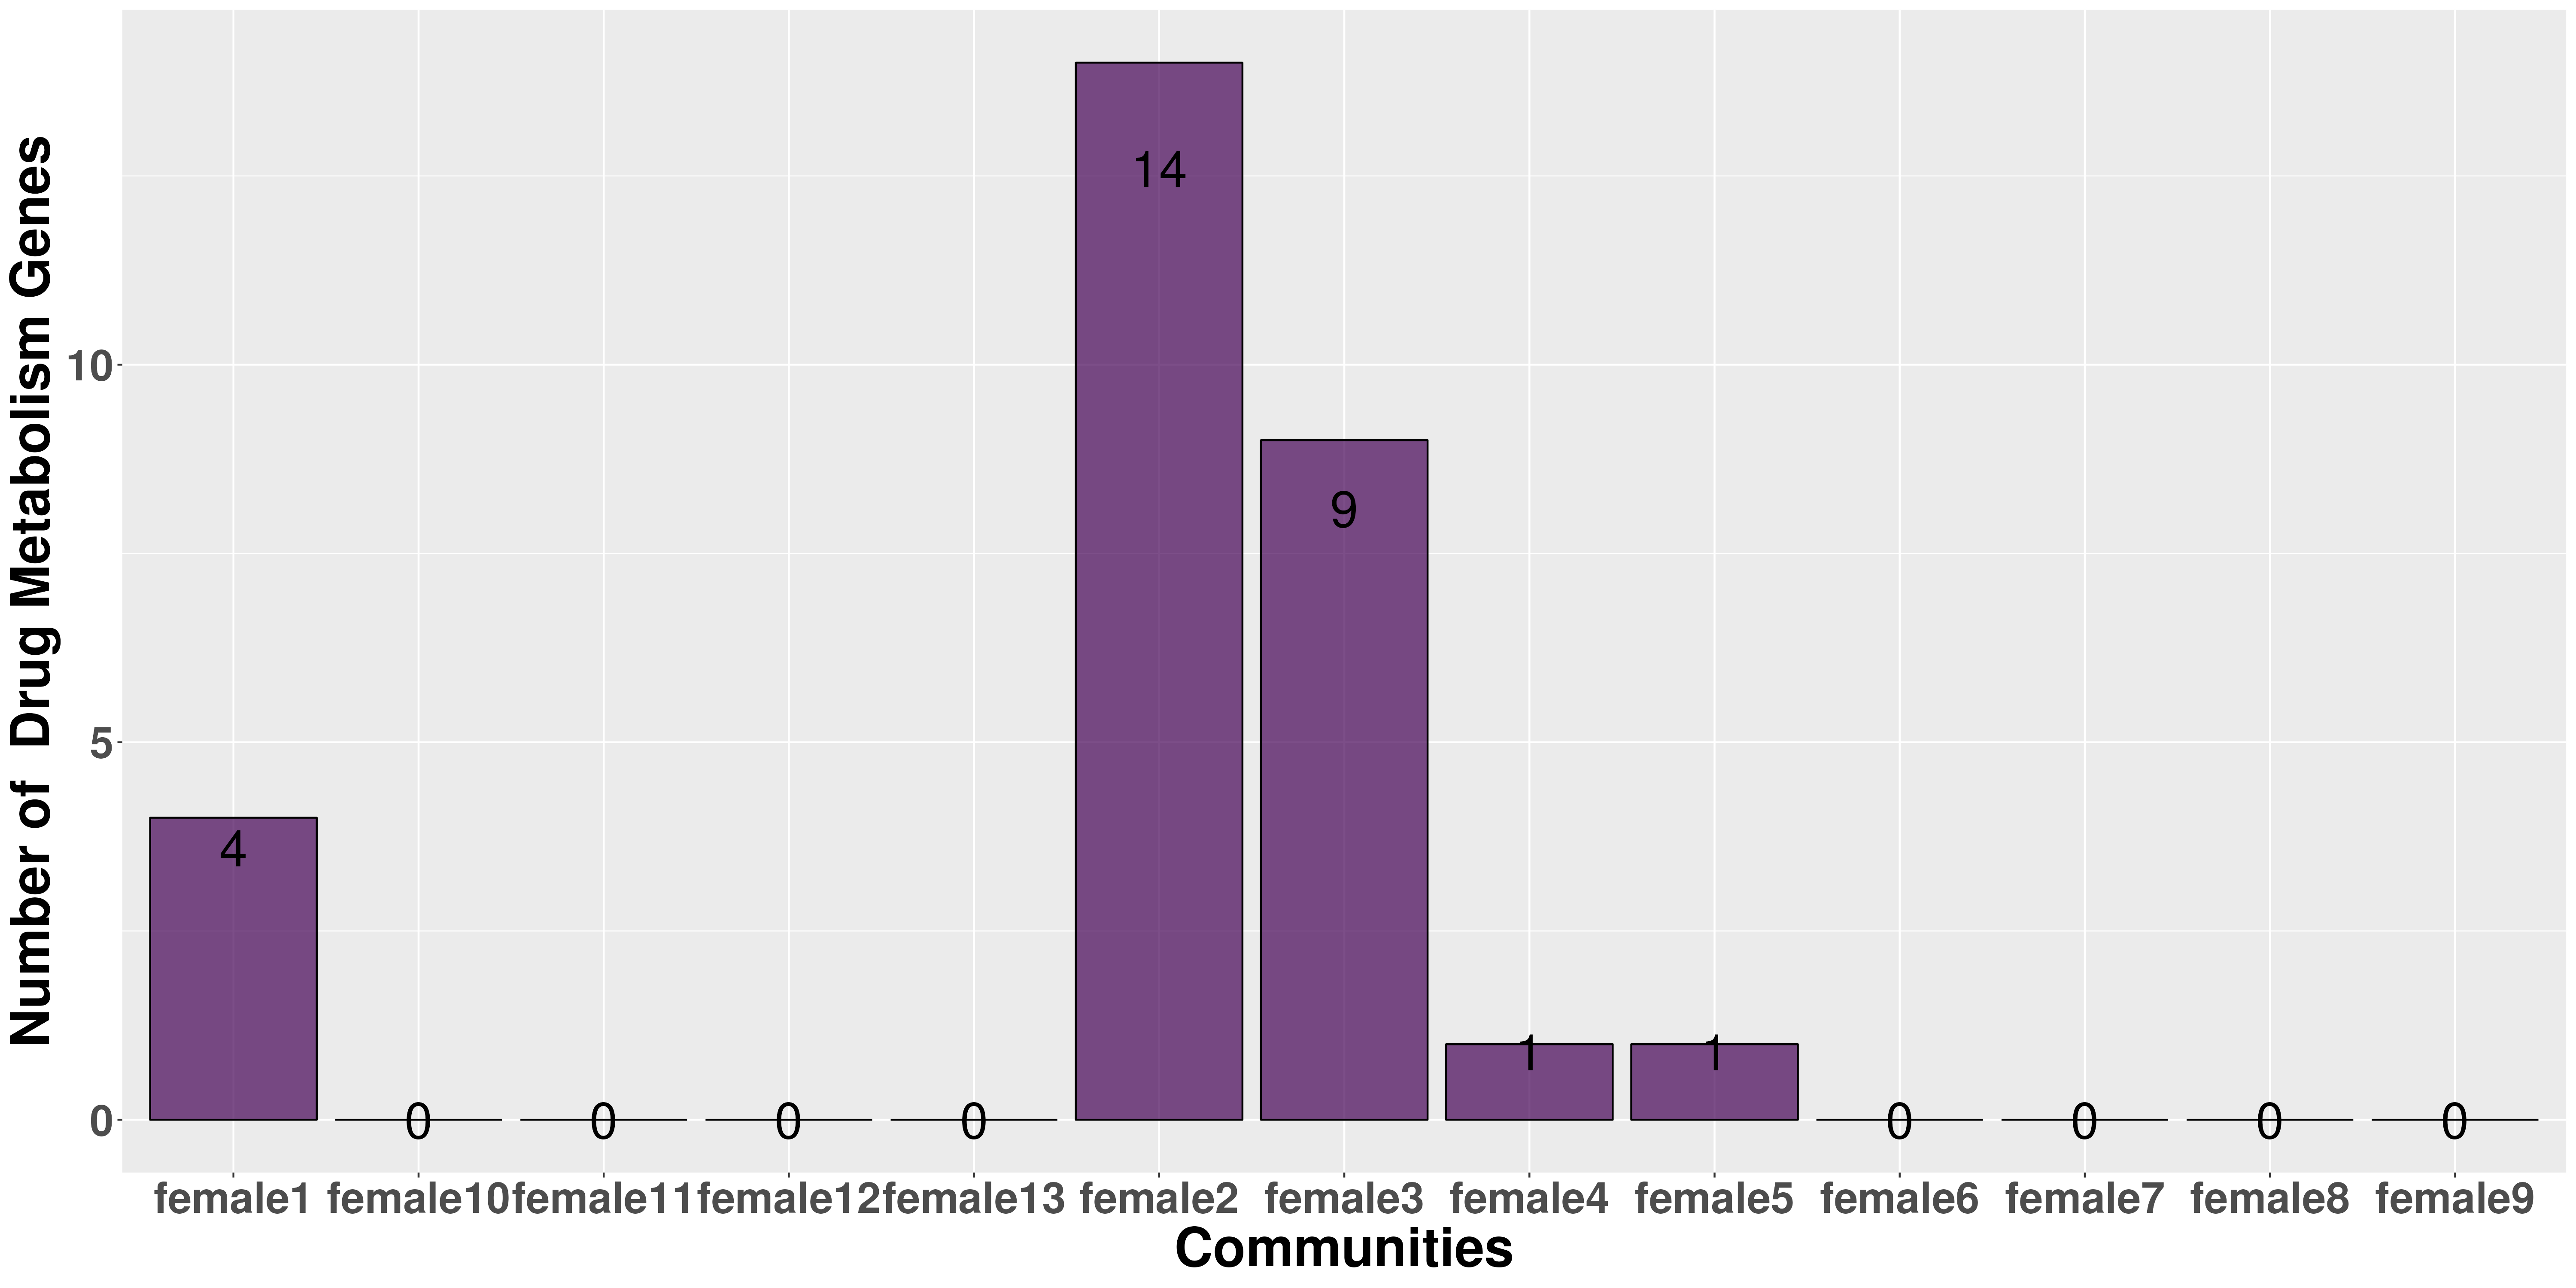 Number of  Drug Metabolism Genes
10
5
0
14
9
4
1 1
0 0 0 0 0 0 0 0
female1 female10 female11 female12 female13 female2 female3 female4 female5 female6 female7 female8 female9
Communities